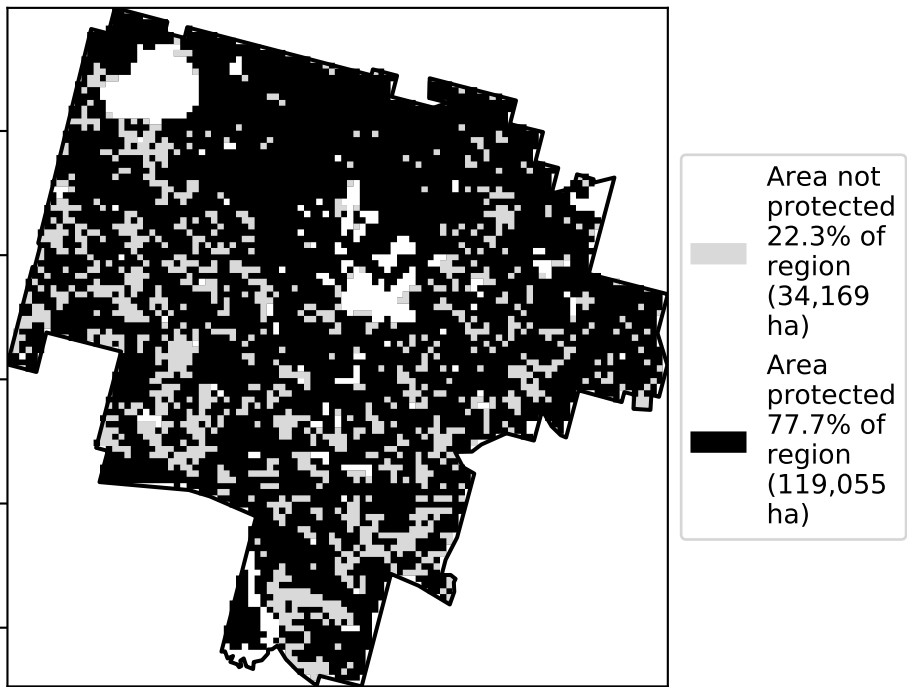 Area not
protected
22.3% of
region
(34,169
ha)
Area
protected
77.7% of
region
(119,055
ha)